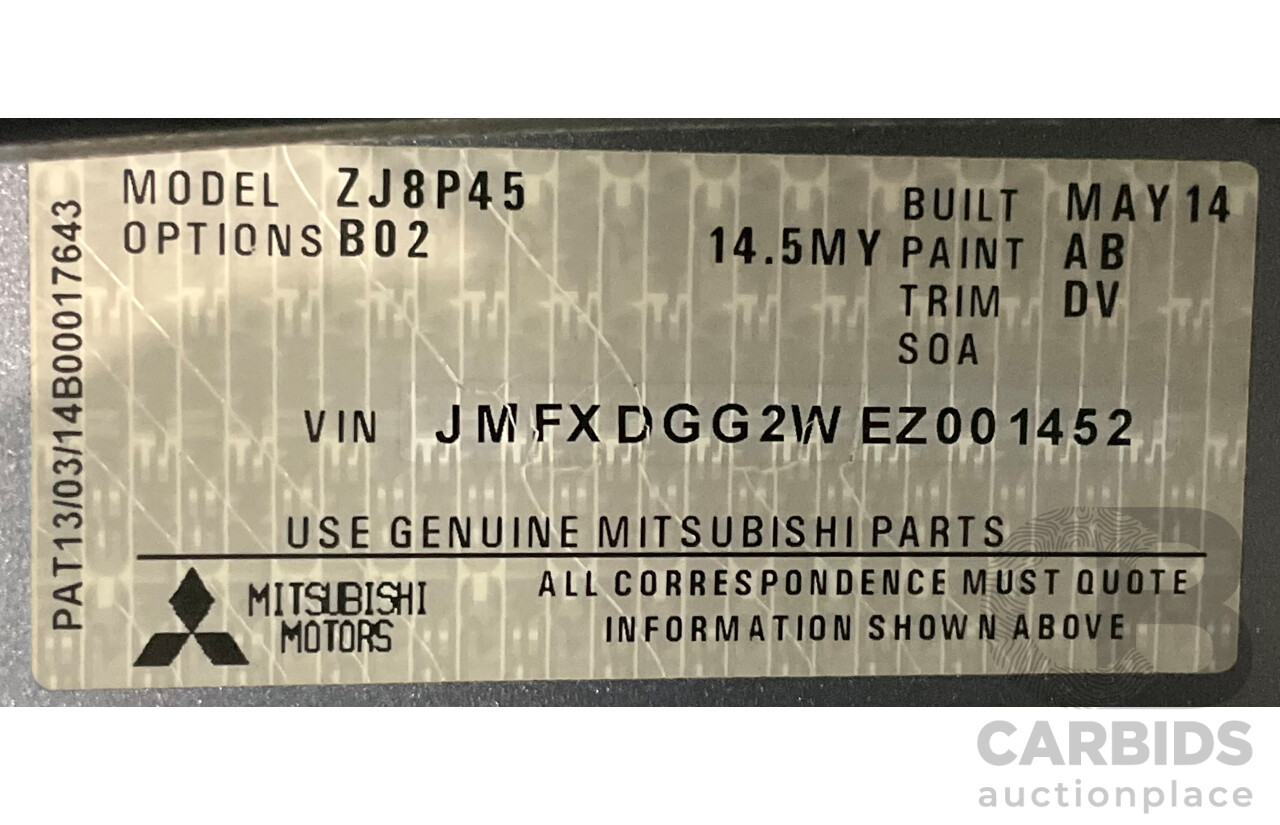 MODEL ZJ8P45
OPTIONS B02
BUILT MAY 14
14.5MY PAINT AB
TRIM DV
SOA
VIN JMFXDGG2WEZ001452
USE GENUINE MITSUBISHI PARTS
MITSUBISHI
MOTORS
ALL CORRESPONDENCE MUST QUOTE
INFORMATION SHOWN ABOVE
PAT13/03/14B00017643
CARBIDS
auctionplace